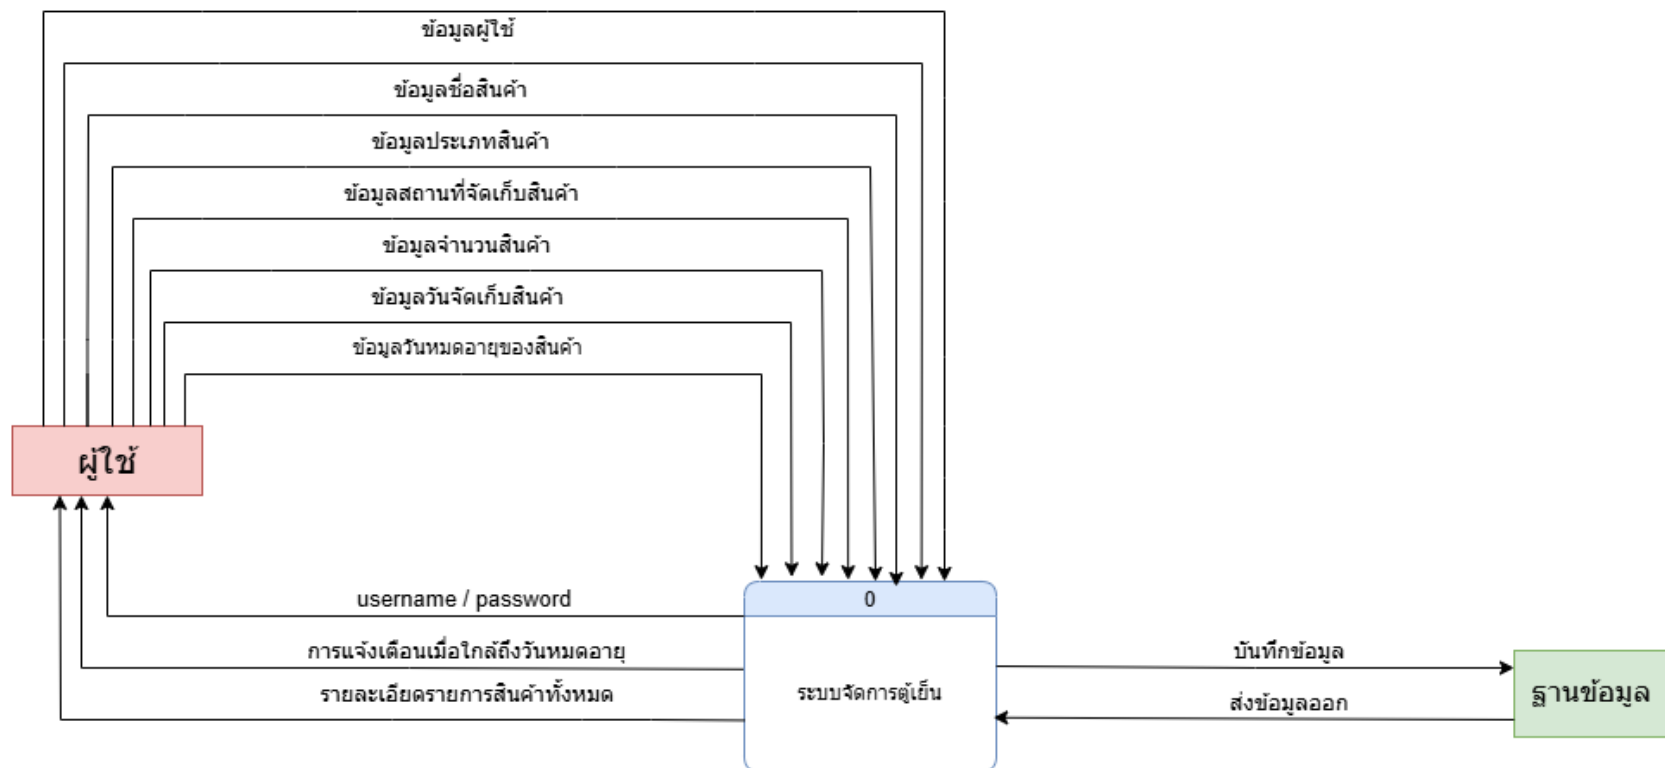 ข้อมูลผู้ใช้
ข้อมูลชื่อสินค้า
ข้อมูลประเภทสินค้า
ข้อมูลสถานที่จัดเก็บสินค้า
ข้อมูลจำนวนสินค้า
ข้อมูลวันจัดเก็บสินค้า
ข้อมูลวันหมดอายุของสินค้า
ผู้ใช้
username / password
0
การแจ้งเตือนเมื่อใกล้ถึงวันหมดอายุ
รายละเอียดรายการสินค้าทั้งหมด
ระบบจัดการตู้เย็น
บันทึกข้อมูล
ส่งข้อมูลออก
ฐานข้อมูล